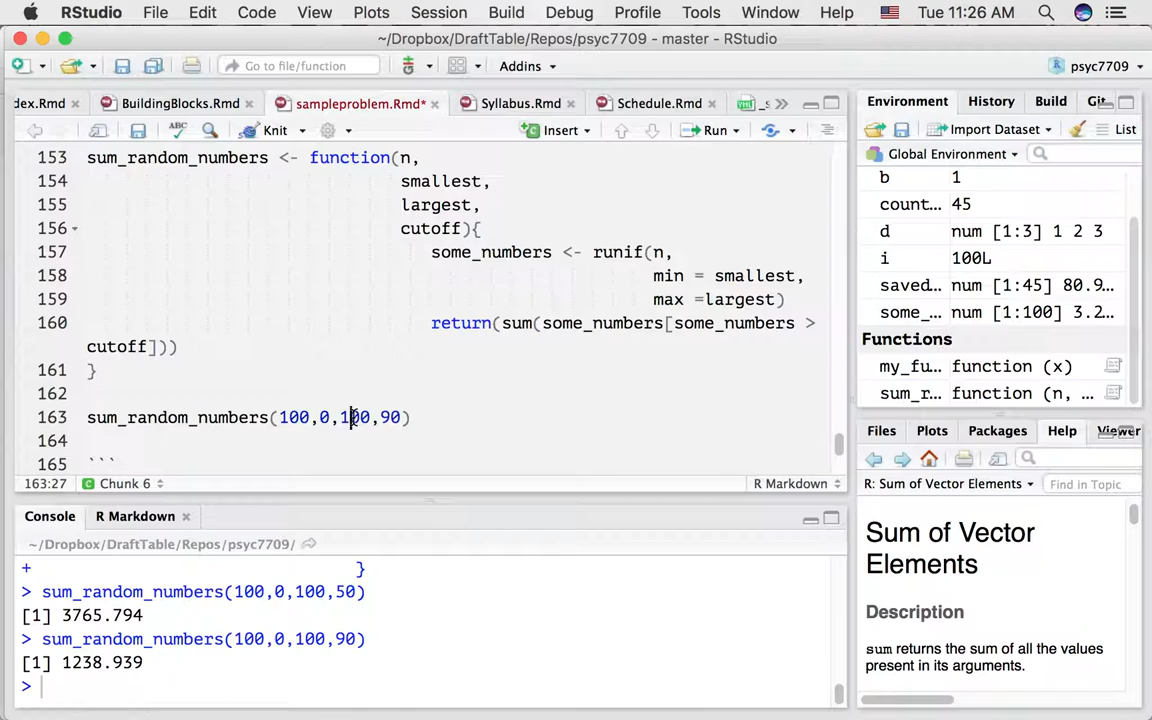 RStudio File Edit Code View Plots Session Build Debug Profile Tools Window Help Tue 11:26 AM
~/Dropbox/DraftTable/Repos/psyc7709 - master - RStudio
Go to file/function Addins psyc7709
dex.Rmd BuildingBlocks.Rmd sampleproblem.Rmd* Syllabus.Rmd Schedule.Rmd _s
Knit Insert Run
153 sum_random_numbers <- function(n,
154 smallest,
155 largest,
156 cutoff){
157 some_numbers <- runif(n,
158 min = smallest,
159 max =largest)
160 return(sum(some_numbers[some_numbers >
cutoff]))
161 }
162
163 sum_random_numbers(100,0,100,90)
164
165 ```
163:27 Chunk 6 R Markdown
Console R Markdown
~/Dropbox/DraftTable/Repos/psyc7709/
+ }
> sum_random_numbers(100,0,100,50)
[1] 3765.794
> sum_random_numbers(100,0,100,90)
[1] 1238.939
>
Environment History Build Git
Import Dataset List
Global Environment
b 1
count… 45
d num [1:3] 1 2 3
i 100L
saved… num [1:45] 80.9…
some_… num [1:100] 3.2…
Functions
my_fu… function (x)
sum_r… function (n, …
Files Plots Packages Help Viewer
R: Sum of Vector Elements Find in Topic
Sum of Vector
Elements
Description
sum returns the sum of all the values
present in its arguments.